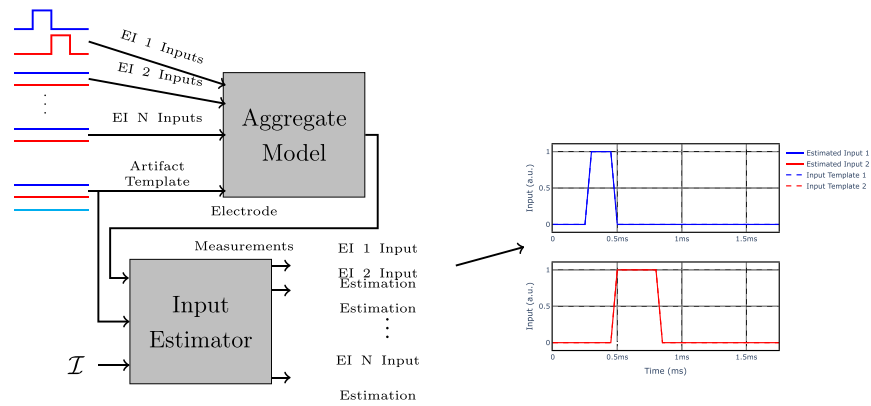 EI 1 Inputs
EI 2 Inputs
EI N Inputs
Artifact
Template
Aggregate
Model
Electrode
Measurements
Input
Estimator
ℐ
EI 1 Input
EI 2 Input
Estimation
Estimation
EI N Input
Estimation
Input (a.u.)
1
0.5
0
0
0.5ms
1ms
1.5ms
Estimated Input 1
Estimated Input 2
Input Template 1
Input Template 2
Input (a.u.)
1
0.5
0
0
0.5ms
1ms
1.5ms
Time (ms)